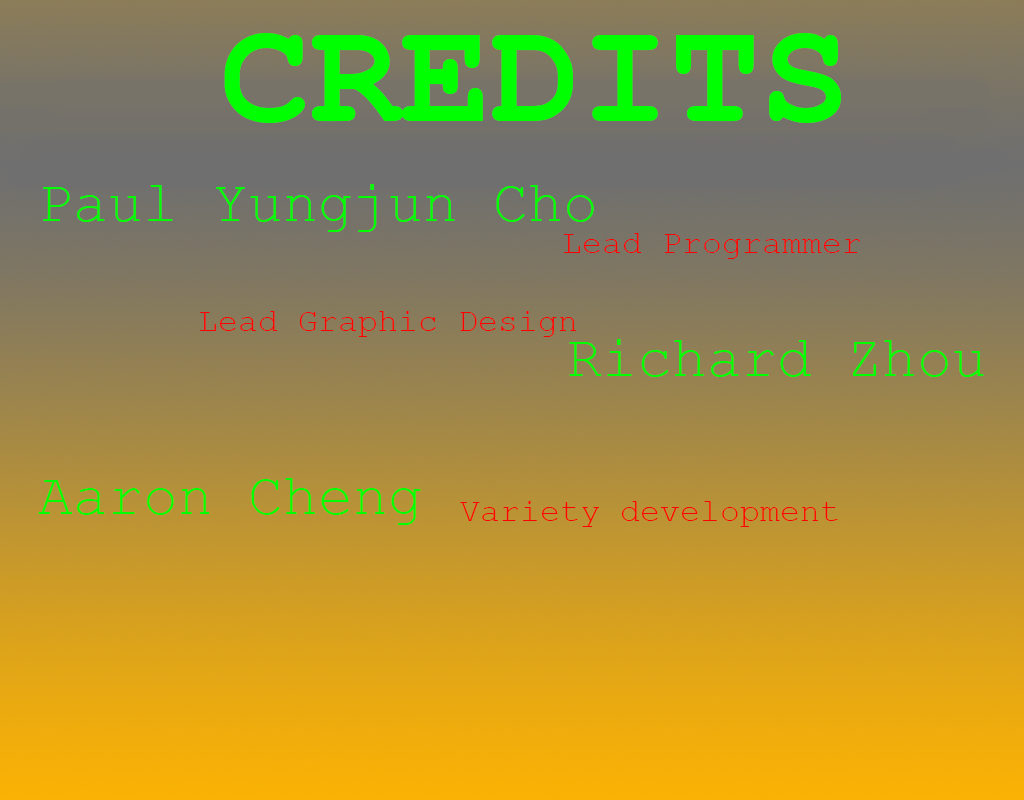 CREDITS
Paul Yungjun Cho
Lead Programmer
Lead Graphic Design
Richard Zhou
Aaron Cheng
Variety development